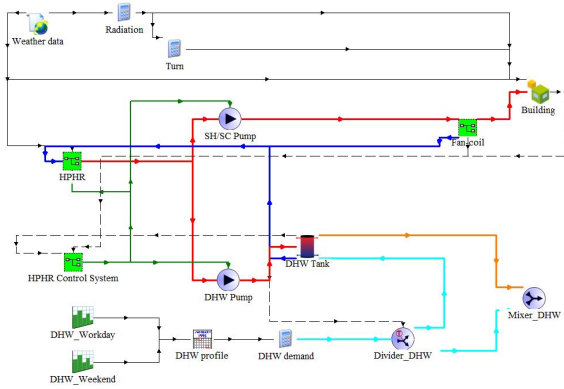 Radiation
Weather data
Turn
Building
SH/SC Pump
Fan coil
HPHR
DHW Tank
HPHR Control System
DHW Pump
Mixer_DHW
DHW_Workday
DHW profile
DHW demand
Divider_DHW
DHW_Weekend